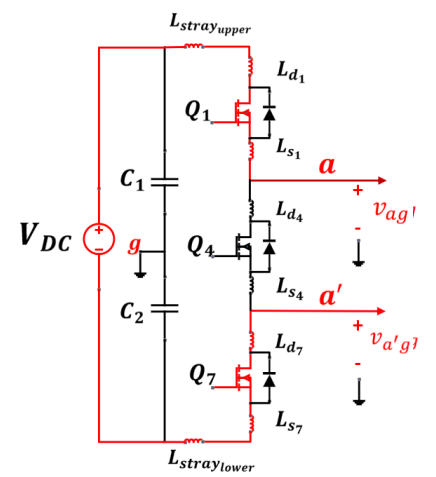 L_stray_upper
L_d1
Q_1
L_s1
a
C_1
+
v_ag'
L_d4
V_DC
+
-
g
Q_4
-
L_s4
a'
C_2
+
L_d7
v_a'g'
Q_7
-
L_s7
L_stray_lower